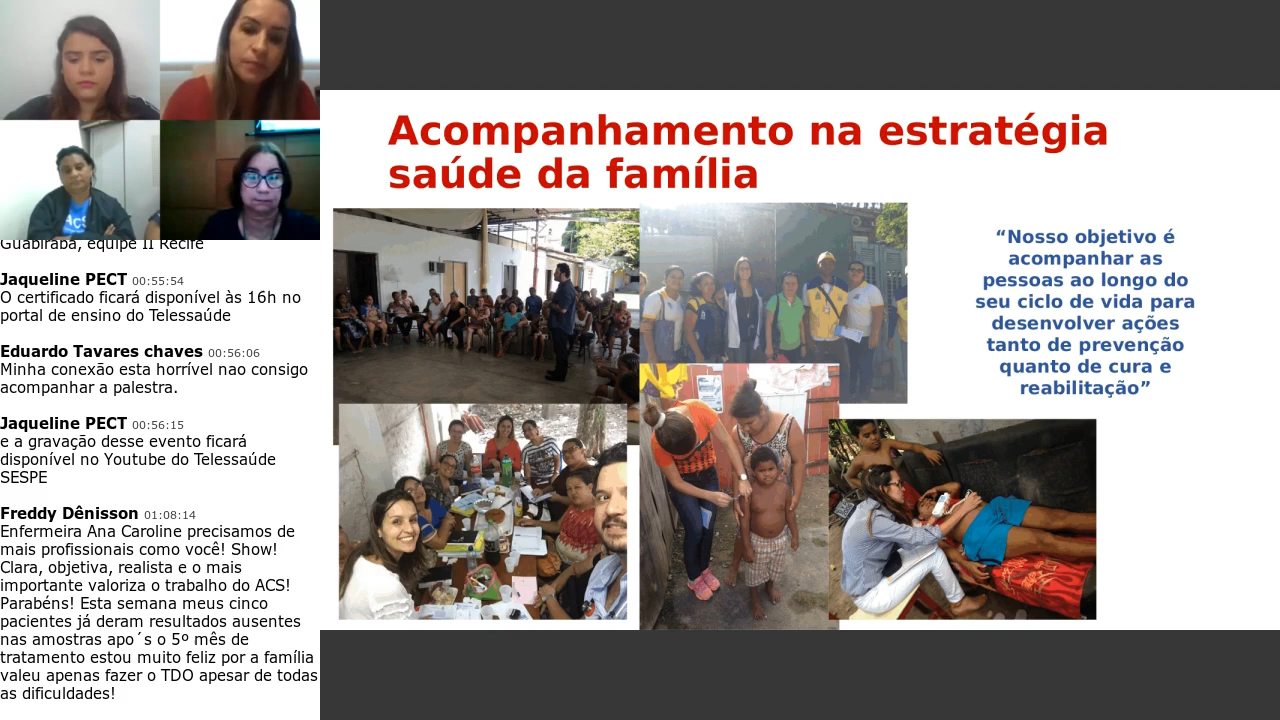 Acs
Guabiraba, equipe II Recife
Jaqueline PECT 00:55:54
O certificado ficará disponível às 16h no
portal de ensino do Telessaúde
Eduardo Tavares chaves 00:56:06
Minha conexão esta horrível nao consigo
acompanhar a palestra.
Jaqueline PECT 00:56:15
e a gravação desse evento ficará
disponível no Youtube do Telessaúde
SESPE
Freddy Dênisson 01:08:14
Enfermeira Ana Caroline precisamos de
mais profissionais como você! Show!
Clara, objetiva, realista e o mais
importante valoriza o trabalho do ACS!
Parabéns! Esta semana meus cinco
pacientes já deram resultados ausentes
nas amostras apo´s o 5º mês de
tratamento estou muito feliz por a família
valeu apenas fazer o TDO apesar de todas
as dificuldades!
Acompanhamento na estratégia
saúde da família
“Nosso objetivo é
acompanhar as
pessoas ao longo do
seu ciclo de vida para
desenvolver ações
tanto de prevenção
quanto de cura e
reabilitação”